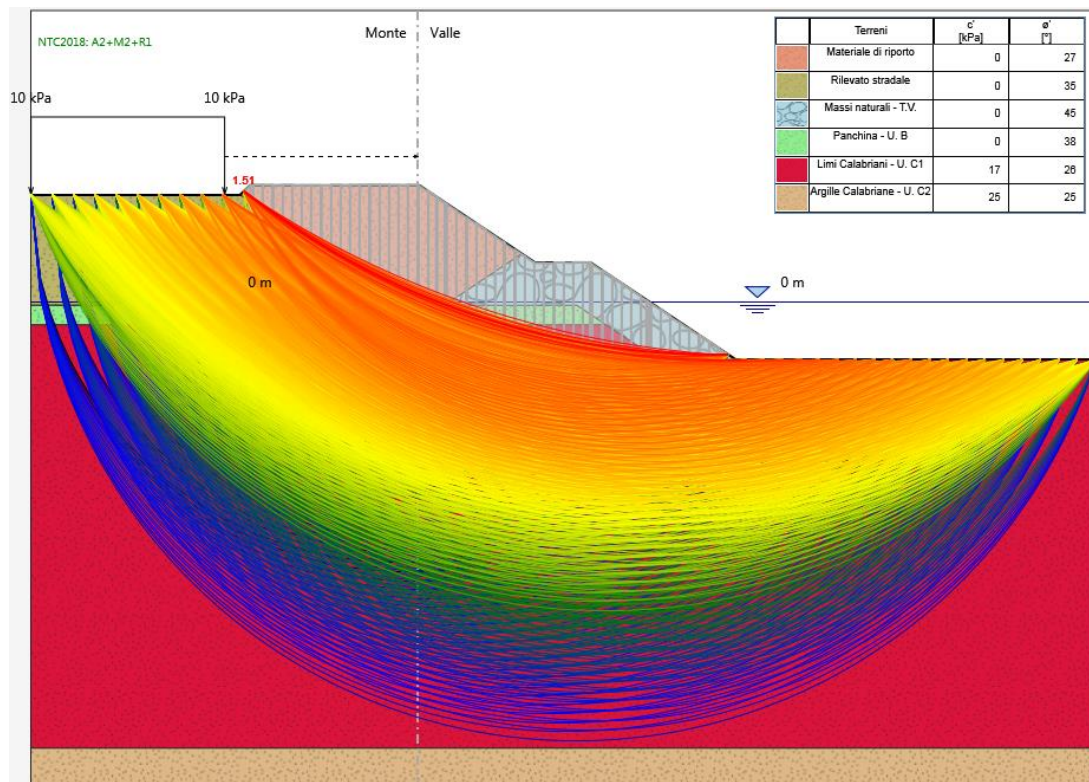 Monte Valle
NTC2018: A2+M2+R1
10 kPa 10 kPa
1.51
0 m 0 m
Terreni c' [kPa] ø' [°]
Materiale di riporto 0 27
Rilevato stradale 0 35
Massi naturali - T.V. 0 45
Panchina - U. B 0 38
Limi Calabriani - U. C1 17 26
Argille Calabriane - U. C2 25 25